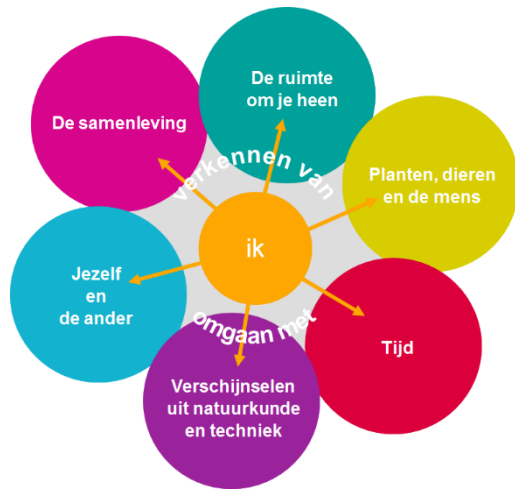 De ruimte
om je heen
De samenleving
verkennen van
Planten, dieren
en de mens
ik
Jezelf
en
de ander
omgaan met
Tijd
Verschijnselen
uit natuurkunde
en techniek